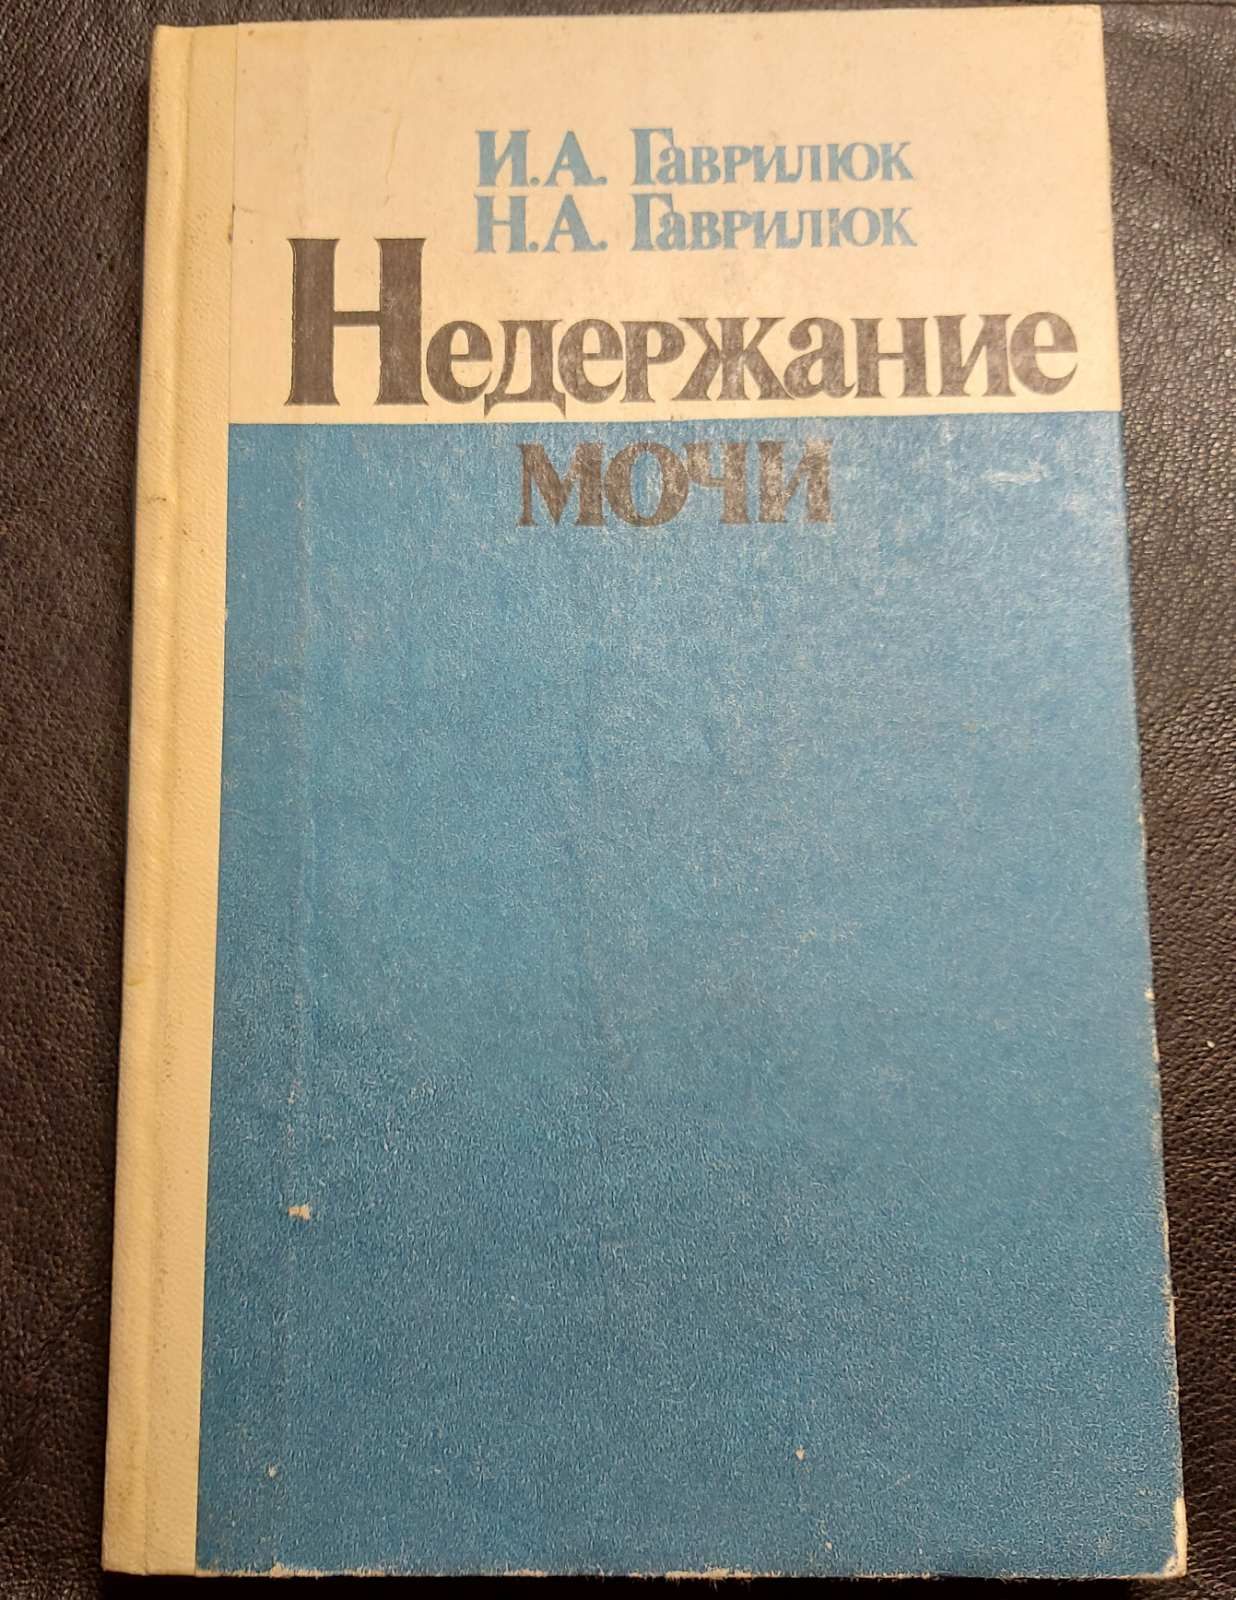 И.А. Гаврилюк
Н.А. Гаврилюк
Недержание
мочи